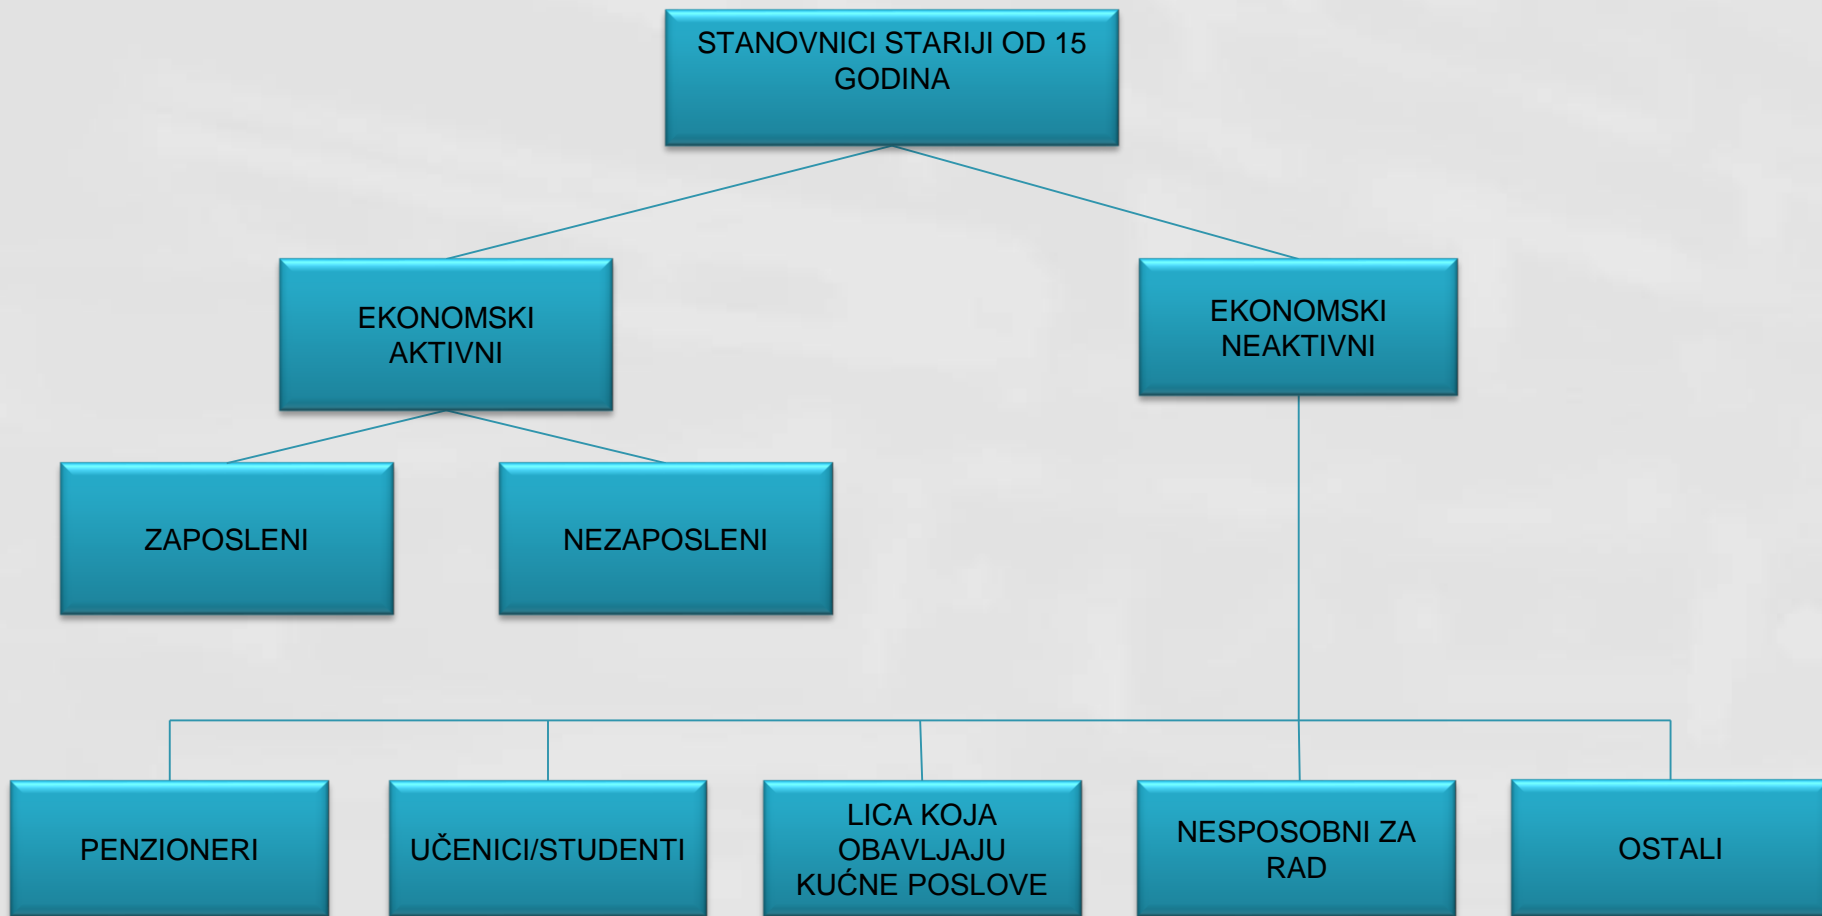 STANOVNICI STARIJI OD 15
GODINA
EKONOMSKI
AKTIVNI
EKONOMSKI
NEAKTIVNI
ZAPOSLENI
NEZAPOSLENI
PENZIONERI
UČENICI/STUDENTI
LICA KOJA
OBAVLJAJU
KUĆNE POSLOVE
NESPOSOBNI ZA
RAD
OSTALI